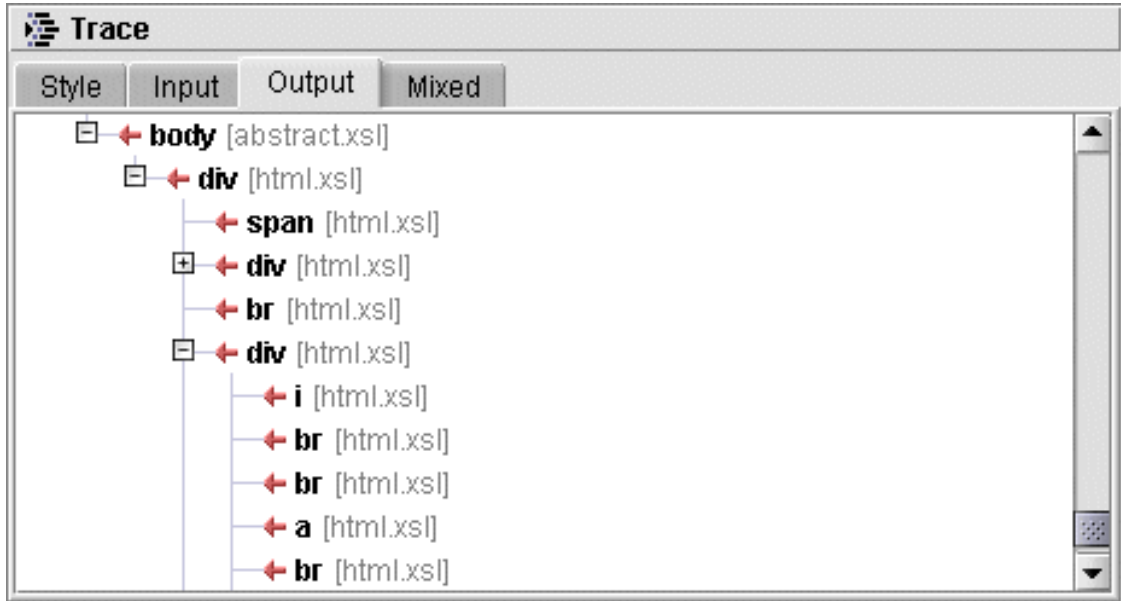 Trace
Style Input Output Mixed
body [abstract.xsl]
div [html.xsl]
span [html.xsl]
div [html.xsl]
br [html.xsl]
div [html.xsl]
i [html.xsl]
br [html.xsl]
br [html.xsl]
a [html.xsl]
br [html.xsl]